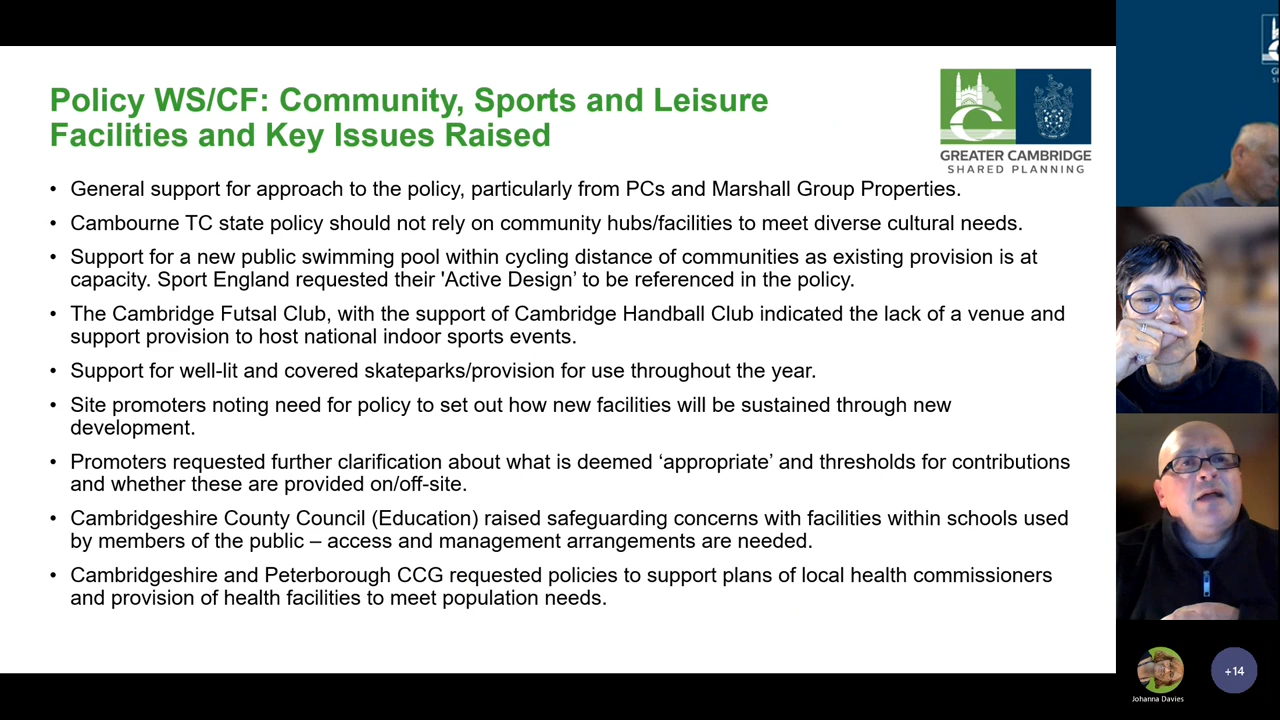 Policy WS/CF: Community, Sports and Leisure
Facilities and Key Issues Raised
GREATER CAMBRIDGE
SHARED PLANNING
• General support for approach to the policy, particularly from PCs and Marshall Group Properties.
• Cambourne TC state policy should not rely on community hubs/facilities to meet diverse cultural needs.
• Support for a new public swimming pool within cycling distance of communities as existing provision is at
capacity. Sport England requested their 'Active Design’ to be referenced in the policy.
• The Cambridge Futsal Club, with the support of Cambridge Handball Club indicated the lack of a venue and
support provision to host national indoor sports events.
• Support for well-lit and covered skateparks/provision for use throughout the year.
• Site promoters noting need for policy to set out how new facilities will be sustained through new
development.
• Promoters requested further clarification about what is deemed ‘appropriate’ and thresholds for contributions
and whether these are provided on/off-site.
• Cambridgeshire County Council (Education) raised safeguarding concerns with facilities within schools used
by members of the public – access and management arrangements are needed.
• Cambridgeshire and Peterborough CCG requested policies to support plans of local health commissioners
and provision of health facilities to meet population needs.
Johanna Davies
+14